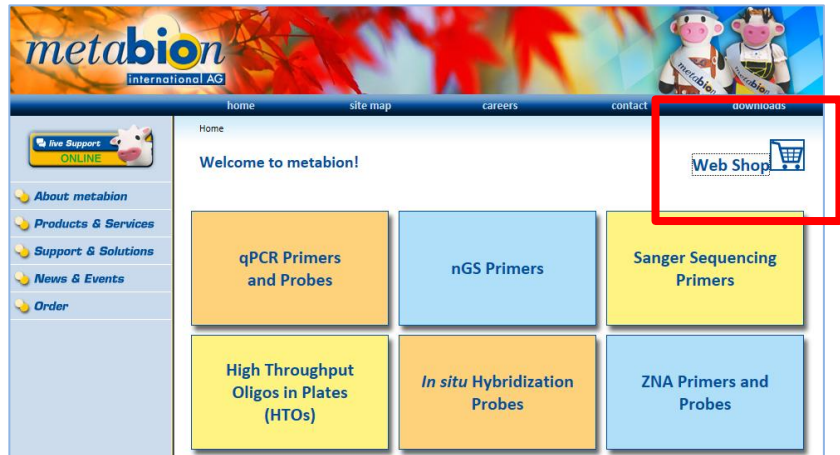 metabion
international AG
metabion
metabion
home site map careers contact downloads
live Support
ONLINE
Home
Welcome to metabion!
Web Shop
About metabion
Products & Services
Support & Solutions
News & Events
Order
qPCR Primers
and Probes
nGS Primers
Sanger Sequencing
Primers
High Throughput
Oligos in Plates
(HTOs)
In situ Hybridization
Probes
ZNA Primers and
Probes